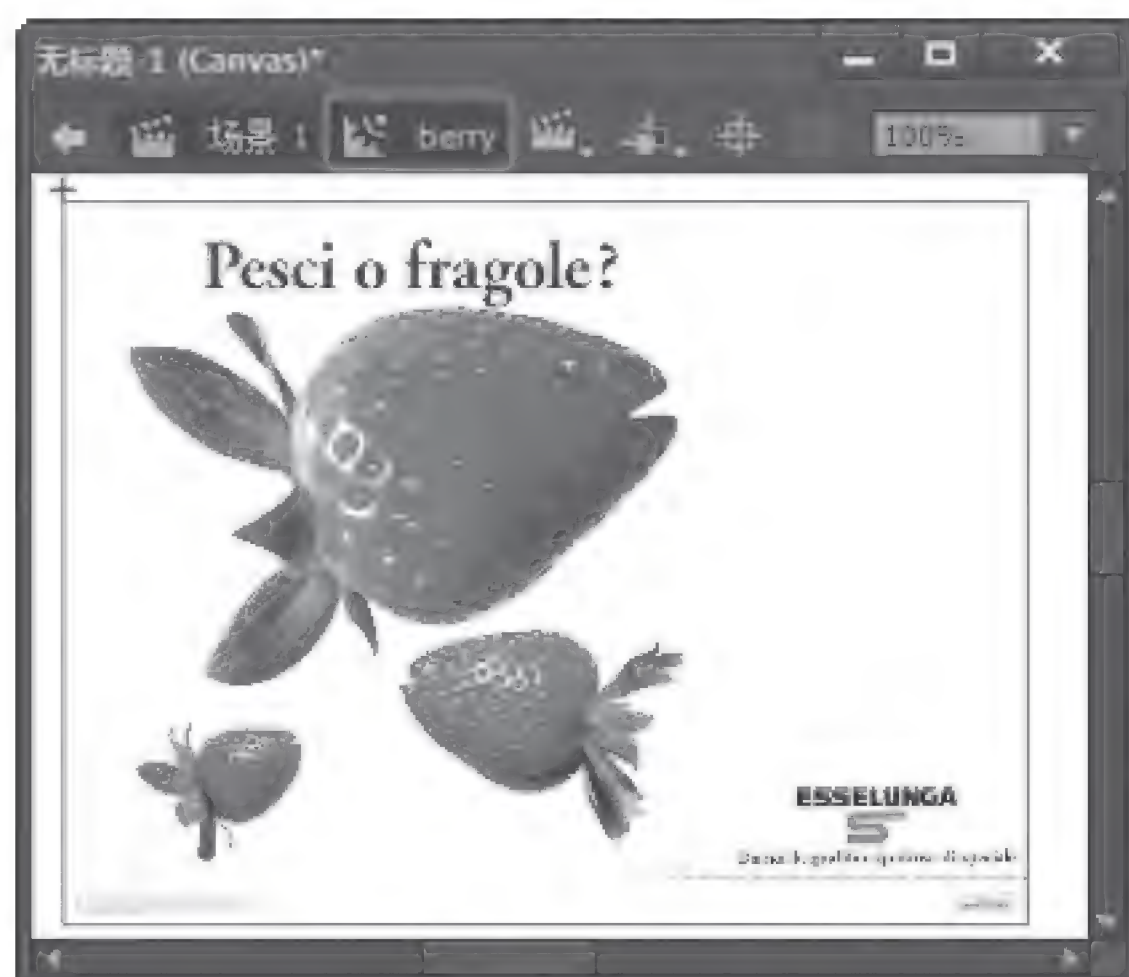 无标题-1 (Canvas)*
场景 1 berry 100%
Pesci o fragole?
ESSELUNGA